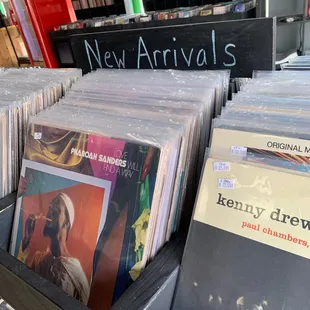 New Arrivals
PHAROAH SANDERS
ORIGINAL M
kenny drew
paul chambers,